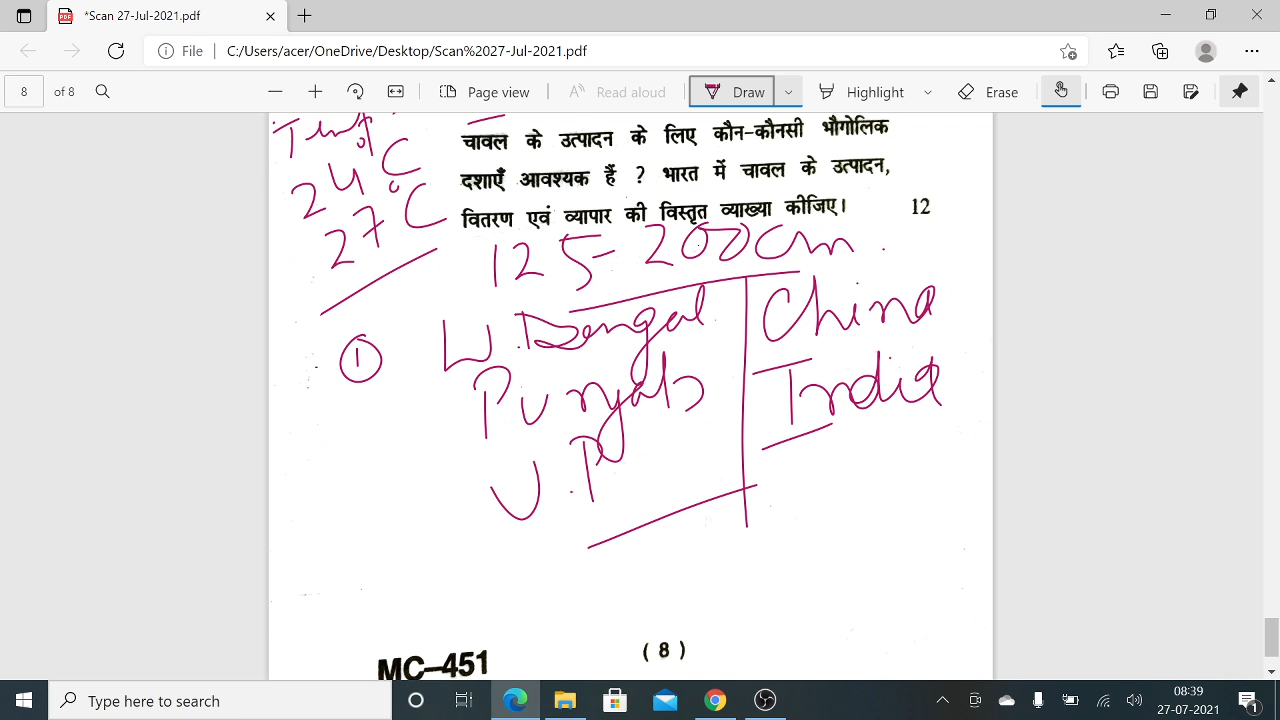 *Scan 27-Jul-2021.pdf
File C:/Users/acer/OneDrive/Desktop/Scan%2027-Jul-2021.pdf
8 of 8 Page view Read aloud Draw Highlight Erase
चावल के उत्पादन के लिए कौन-कौनसी भौगोलिक
दशाएँ आवश्यक हैं ? भारत में चावल के उत्पादन,
वितरण एवं व्यापार की विस्तृत व्याख्या कीजिए। 12
24°C
27°C
125-200cm.
① W.Bengal China
Punjab India
U.P
MC–451 ( 8 )
Type here to search
08:39
27-07-2021
1